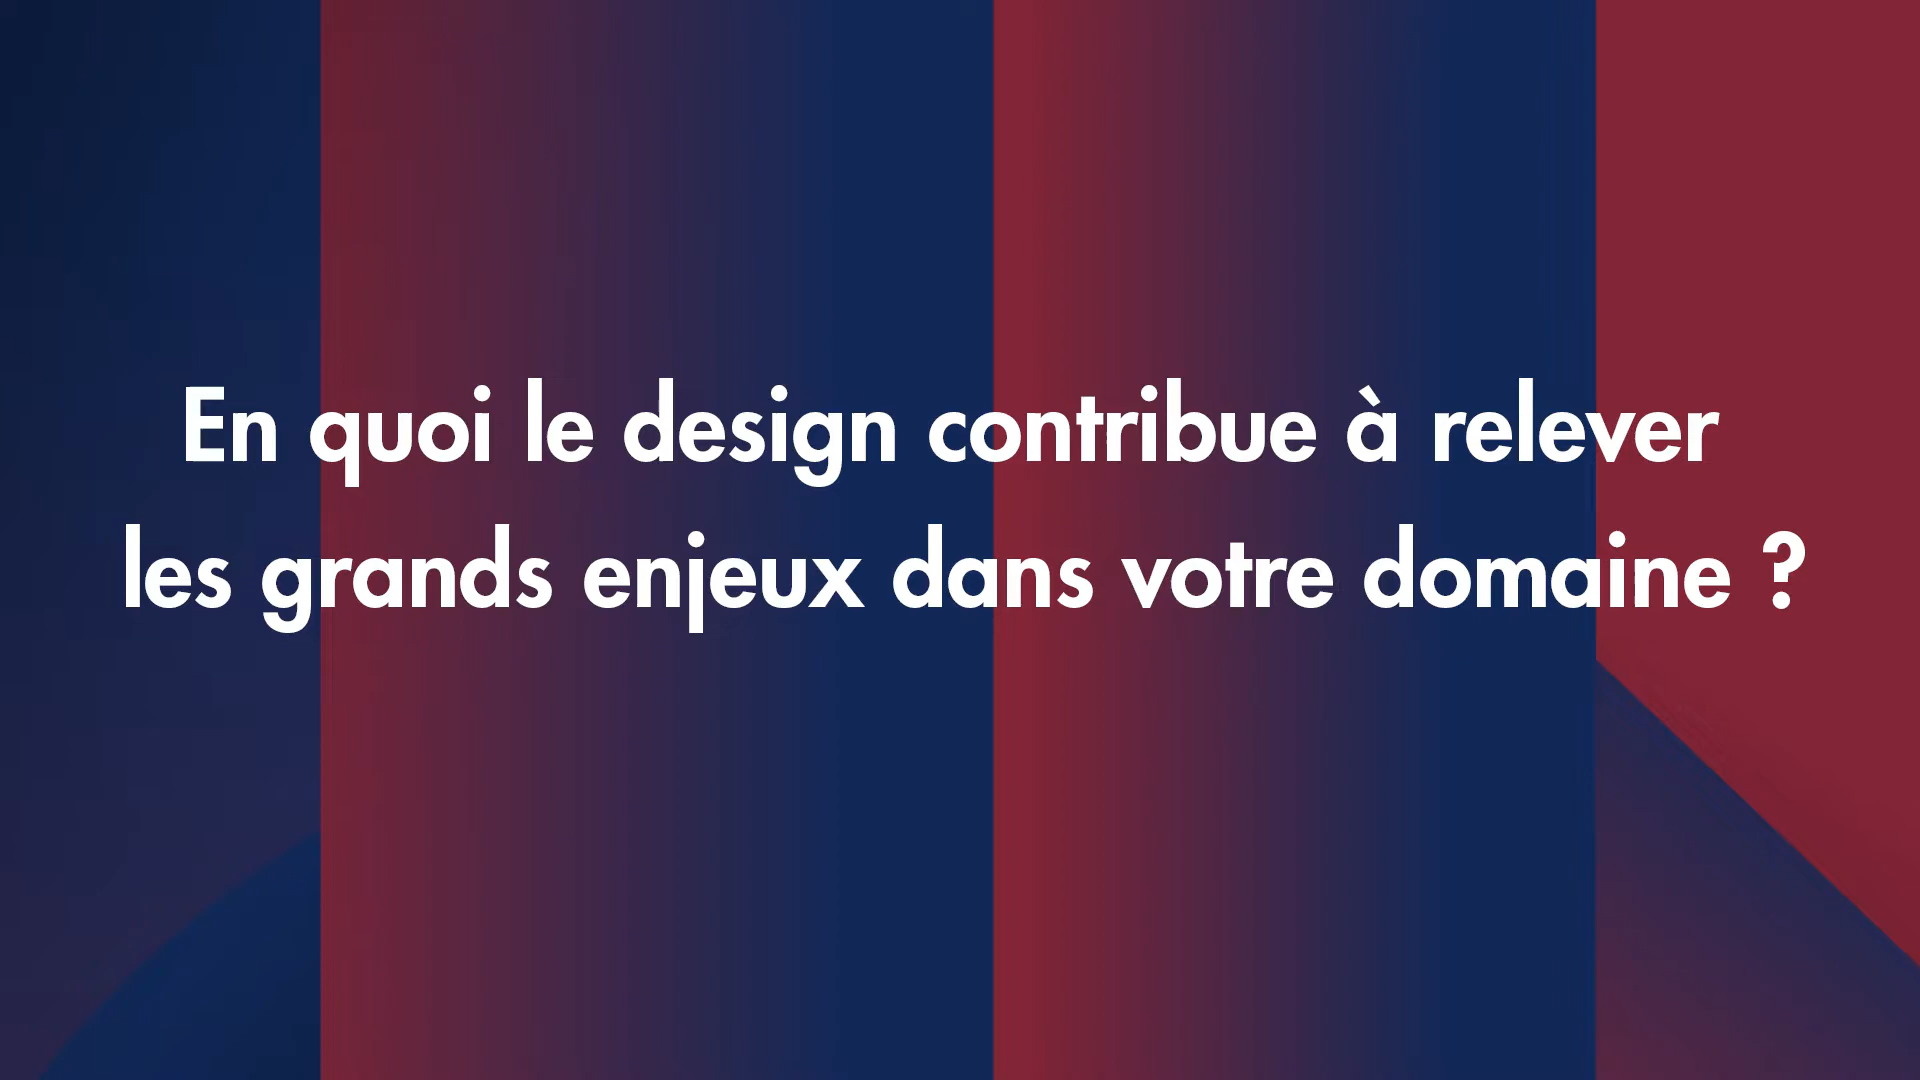 En quoi le design contribue à relever
les grands enjeux dans votre domaine ?